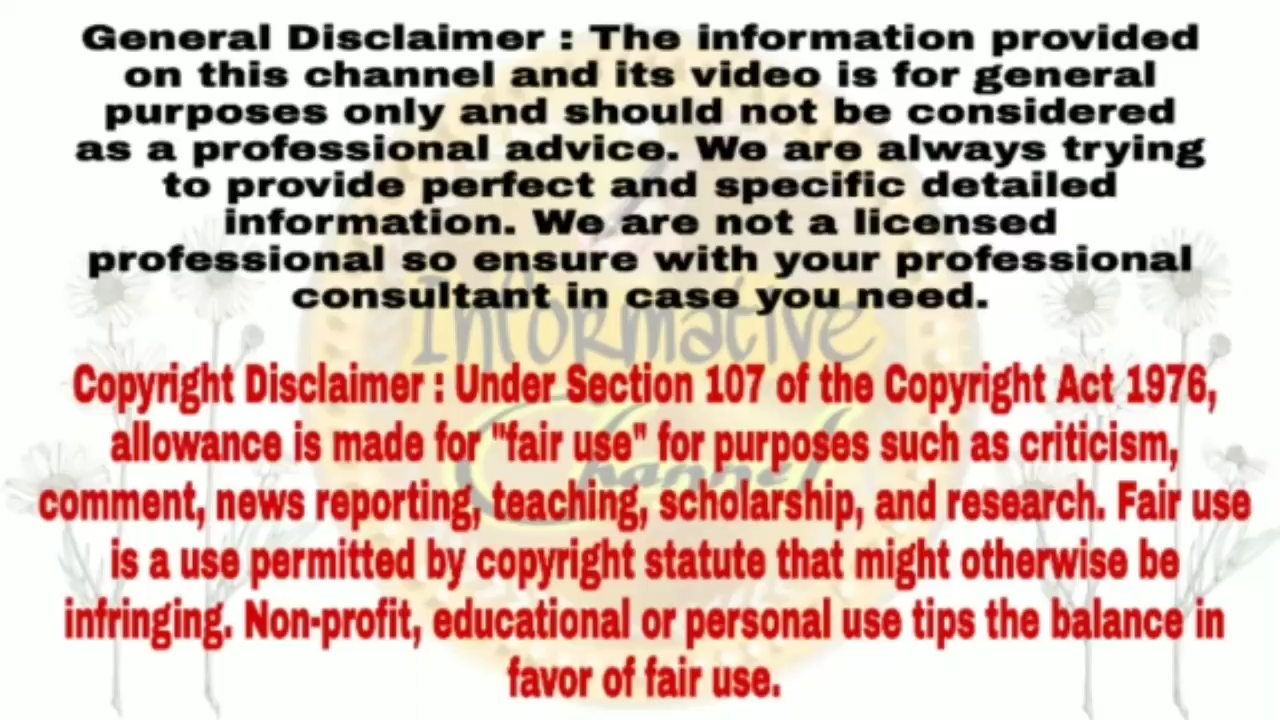 General Disclaimer : The information provided
on this channel and its video is for general
purposes only and should not be considered
as a professional advice. We are always trying
to provide perfect and specific detailed
information. We are not a licensed
professional so ensure with your professional
consultant in case you need.
Informative
Channel
Copyright Disclaimer : Under Section 107 of the Copyright Act 1976,
allowance is made for "fair use" for purposes such as criticism,
comment, news reporting, teaching, scholarship, and research. Fair use
is a use permitted by copyright statute that might otherwise be
infringing. Non-profit, educational or personal use tips the balance in
favor of fair use.